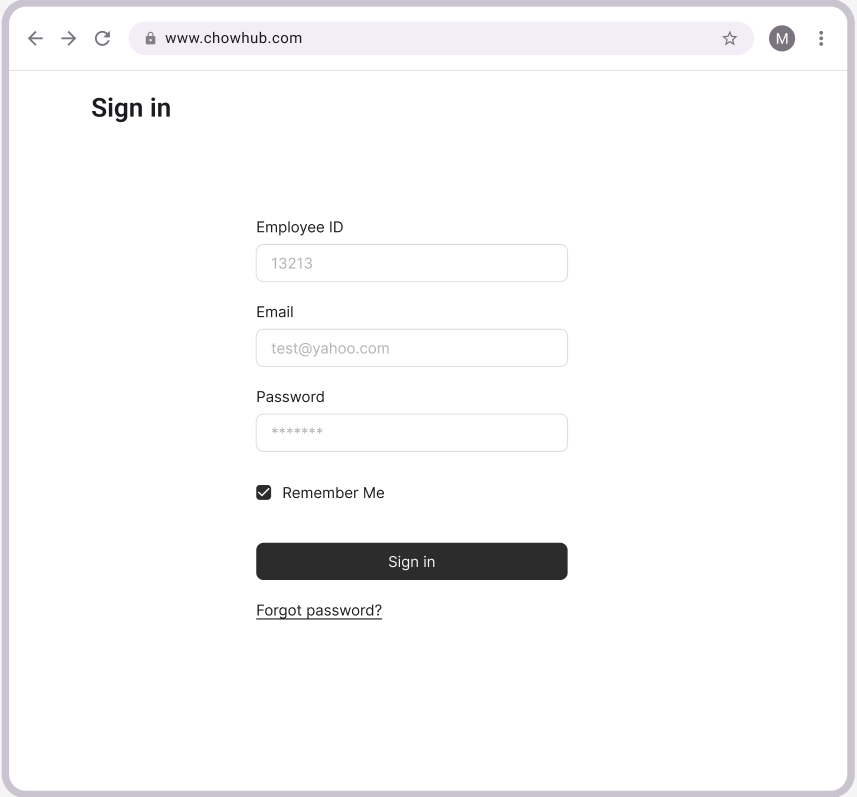 www.chowhub.com
M
Sign in
Employee ID
13213
Email
test@yahoo.com
Password
*******
Remember Me
Sign in
Forgot password?